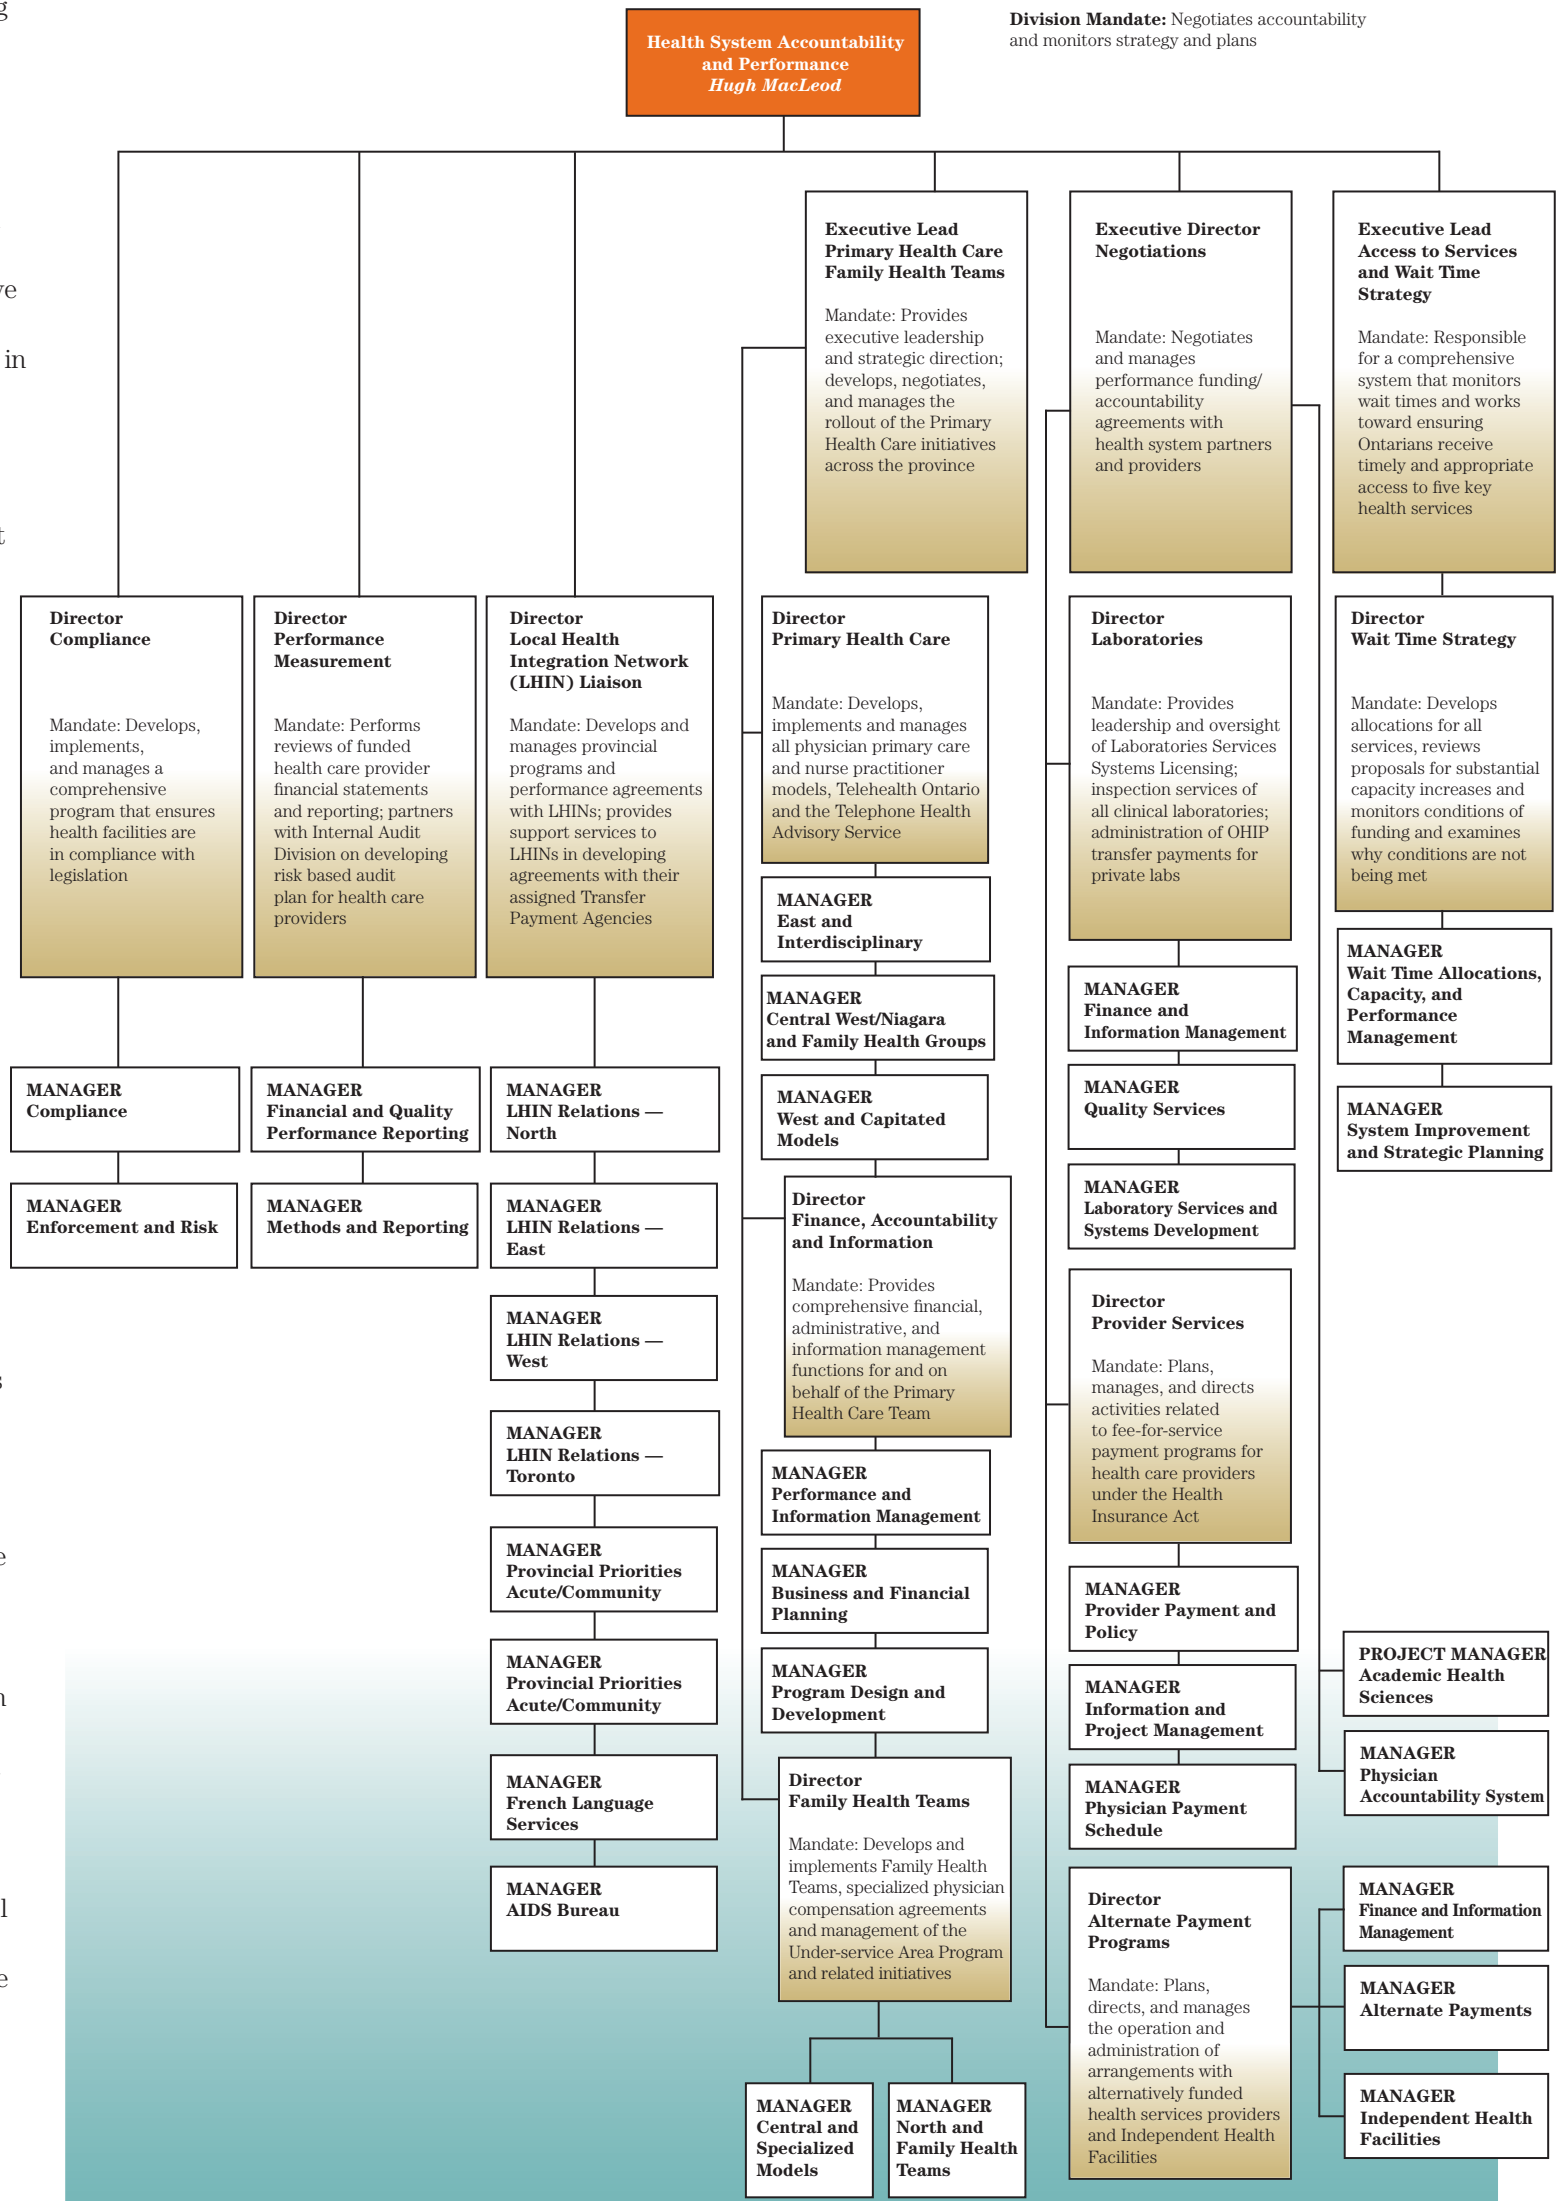 g
ve
in
t
s
e
s
n
l
e
Division Mandate: Negotiates accountability
and monitors strategy and plans
Health System Accountability
and Performance
Hugh MacLeod
Executive Lead
Primary Health Care
Family Health Teams
Mandate: Provides
executive leadership
and strategic direction;
develops, negotiates,
and manages the
rollout of the Primary
Health Care initiatives
across the province
Executive Director
Negotiations
Mandate: Negotiates
and manages
performance funding/
accountability
agreements with
health system partners
and providers
Executive Lead
Access to Services
and Wait Time
Strategy
Mandate: Responsible
for a comprehensive
system that monitors
wait times and works
toward ensuring
Ontarians receive
timely and appropriate
access to five key
health services
Director
Compliance
Mandate: Develops,
implements,
and manages a
comprehensive
program that ensures
health facilities are
in compliance with
legislation
MANAGER
Compliance
MANAGER
Enforcement and Risk
Director
Performance
Measurement
Mandate: Performs
reviews of funded
health care provider
financial statements
and reporting; partners
with Internal Audit
Division on developing
risk based audit
plan for health care
providers
MANAGER
Financial and Quality
Performance Reporting
MANAGER
Methods and Reporting
Director
Local Health
Integration Network
(LHIN) Liaison
Mandate: Develops and
manages provincial
programs and
performance agreements
with LHINs; provides
support services to
LHINs in developing
agreements with their
assigned Transfer
Payment Agencies
MANAGER
LHIN Relations —
North
MANAGER
LHIN Relations —
East
MANAGER
LHIN Relations —
West
MANAGER
LHIN Relations —
Toronto
MANAGER
Provincial Priorities
Acute/Community
MANAGER
Provincial Priorities
Acute/Community
MANAGER
French Language
Services
MANAGER
AIDS Bureau
Director
Primary Health Care
Mandate: Develops,
implements and manages
all physician primary care
and nurse practitioner
models, Telehealth Ontario
and the Telephone Health
Advisory Service
MANAGER
East and
Interdisciplinary
MANAGER
Central West/Niagara
and Family Health Groups
MANAGER
West and Capitated
Models
Director
Finance, Accountability
and Information
Mandate: Provides
comprehensive financial,
administrative, and
information management
functions for and on
behalf of the Primary
Health Care Team
MANAGER
Performance and
Information Management
MANAGER
Business and Financial
Planning
MANAGER
Program Design and
Development
Director
Family Health Teams
Mandate: Develops and
implements Family Health
Teams, specialized physician
compensation agreements
and management of the
Under-service Area Program
and related initiatives
MANAGER
Central and
Specialized
Models
MANAGER
North and
Family Health
Teams
Director
Laboratories
Mandate: Provides
leadership and oversight
of Laboratories Services
Systems Licensing;
inspection services of
all clinical laboratories;
administration of OHIP
transfer payments for
private labs
MANAGER
Finance and
Information Management
MANAGER
Quality Services
MANAGER
Laboratory Services and
Systems Development
Director
Provider Services
Mandate: Plans,
manages, and directs
activities related
to fee-for-service
payment programs for
health care providers
under the Health
Insurance Act
MANAGER
Provider Payment and
Policy
MANAGER
Information and
Project Management
MANAGER
Physician Payment
Schedule
Director
Alternate Payment
Programs
Mandate: Plans,
directs, and manages
the operation and
administration of
arrangements with
alternatively funded
health services providers
and Independent Health
Facilities
Director
Wait Time Strategy
Mandate: Develops
allocations for all
services, reviews
proposals for substantial
capacity increases and
monitors conditions of
funding and examines
why conditions are not
being met
MANAGER
Wait Time Allocations,
Capacity, and
Performance
Management
MANAGER
System Improvement
and Strategic Planning
PROJECT MANAGER
Academic Health
Sciences
MANAGER
Physician
Accountability System
MANAGER
Finance and Information
Management
MANAGER
Alternate Payments
MANAGER
Independent Health
Facilities